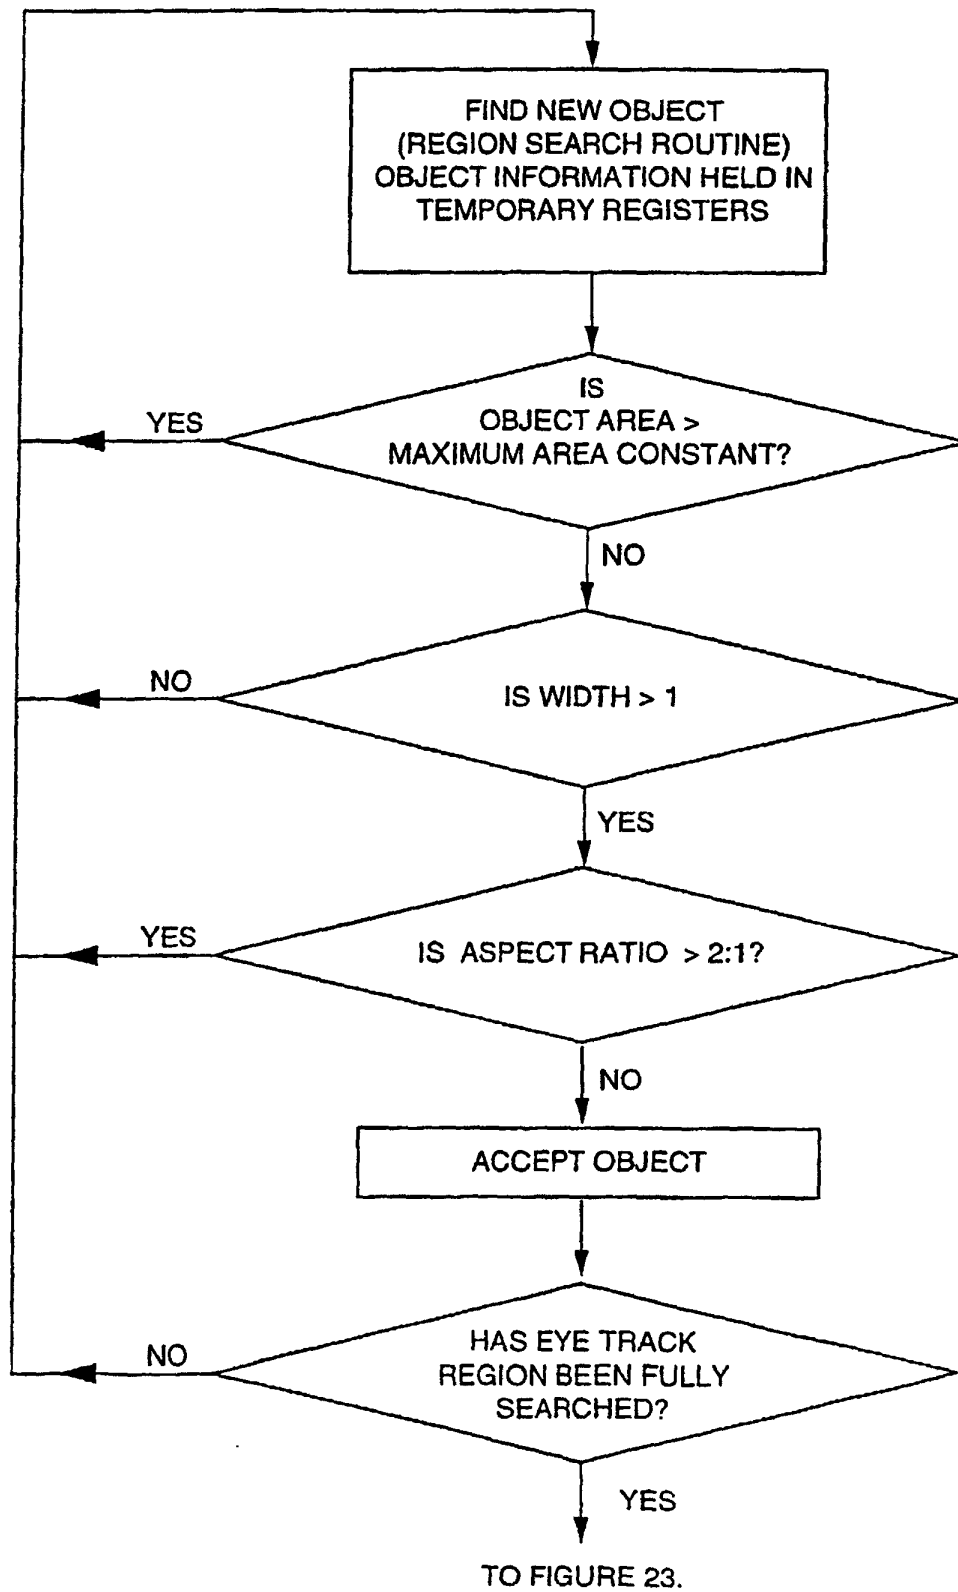 FIND NEW OBJECT
(REGION SEARCH ROUTINE)
OBJECT INFORMATION HELD IN
TEMPORARY REGISTERS
IS
OBJECT AREA >
MAXIMUM AREA CONSTANT?
YES
NO
IS WIDTH > 1
NO
YES
IS ASPECT RATIO > 2:1?
YES
NO
ACCEPT OBJECT
HAS EYE TRACK
REGION BEEN FULLY
SEARCHED?
NO
YES
TO FIGURE 23.